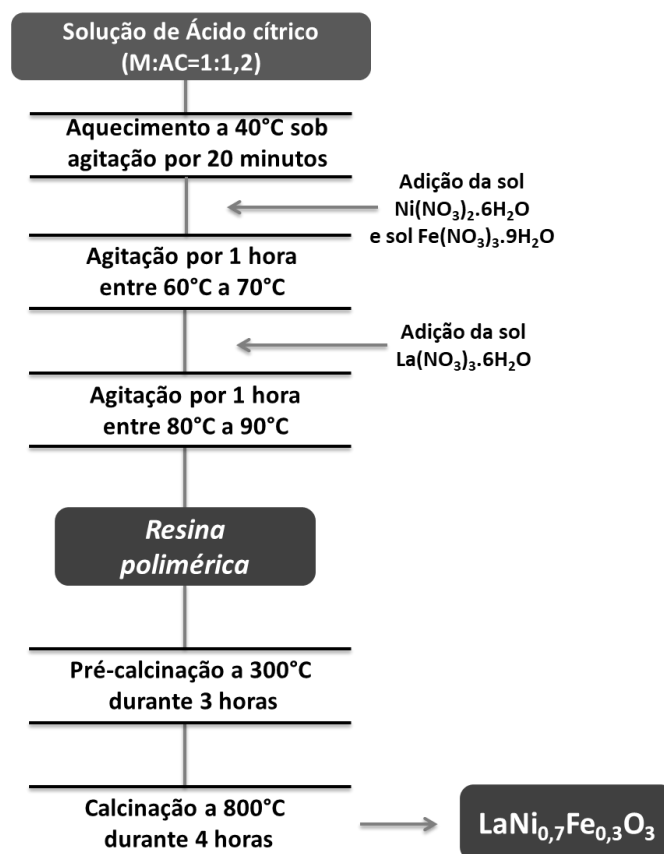 Solução de Ácido cítrico
(M:AC=1:1,2)
Aquecimento a 40°C sob
agitação por 20 minutos
Adição da sol
Ni(NO₃)₂.6H₂O
e sol Fe(NO₃)₃.9H₂O
Agitação por 1 hora
entre 60°C a 70°C
Adição da sol
La(NO₃)₃.6H₂O
Agitação por 1 hora
entre 80°C a 90°C
Resina
polimérica
Pré-calcinação a 300°C
durante 3 horas
Calcinação a 800°C
durante 4 horas
LaNi₀,₇Fe₀,₃O₃